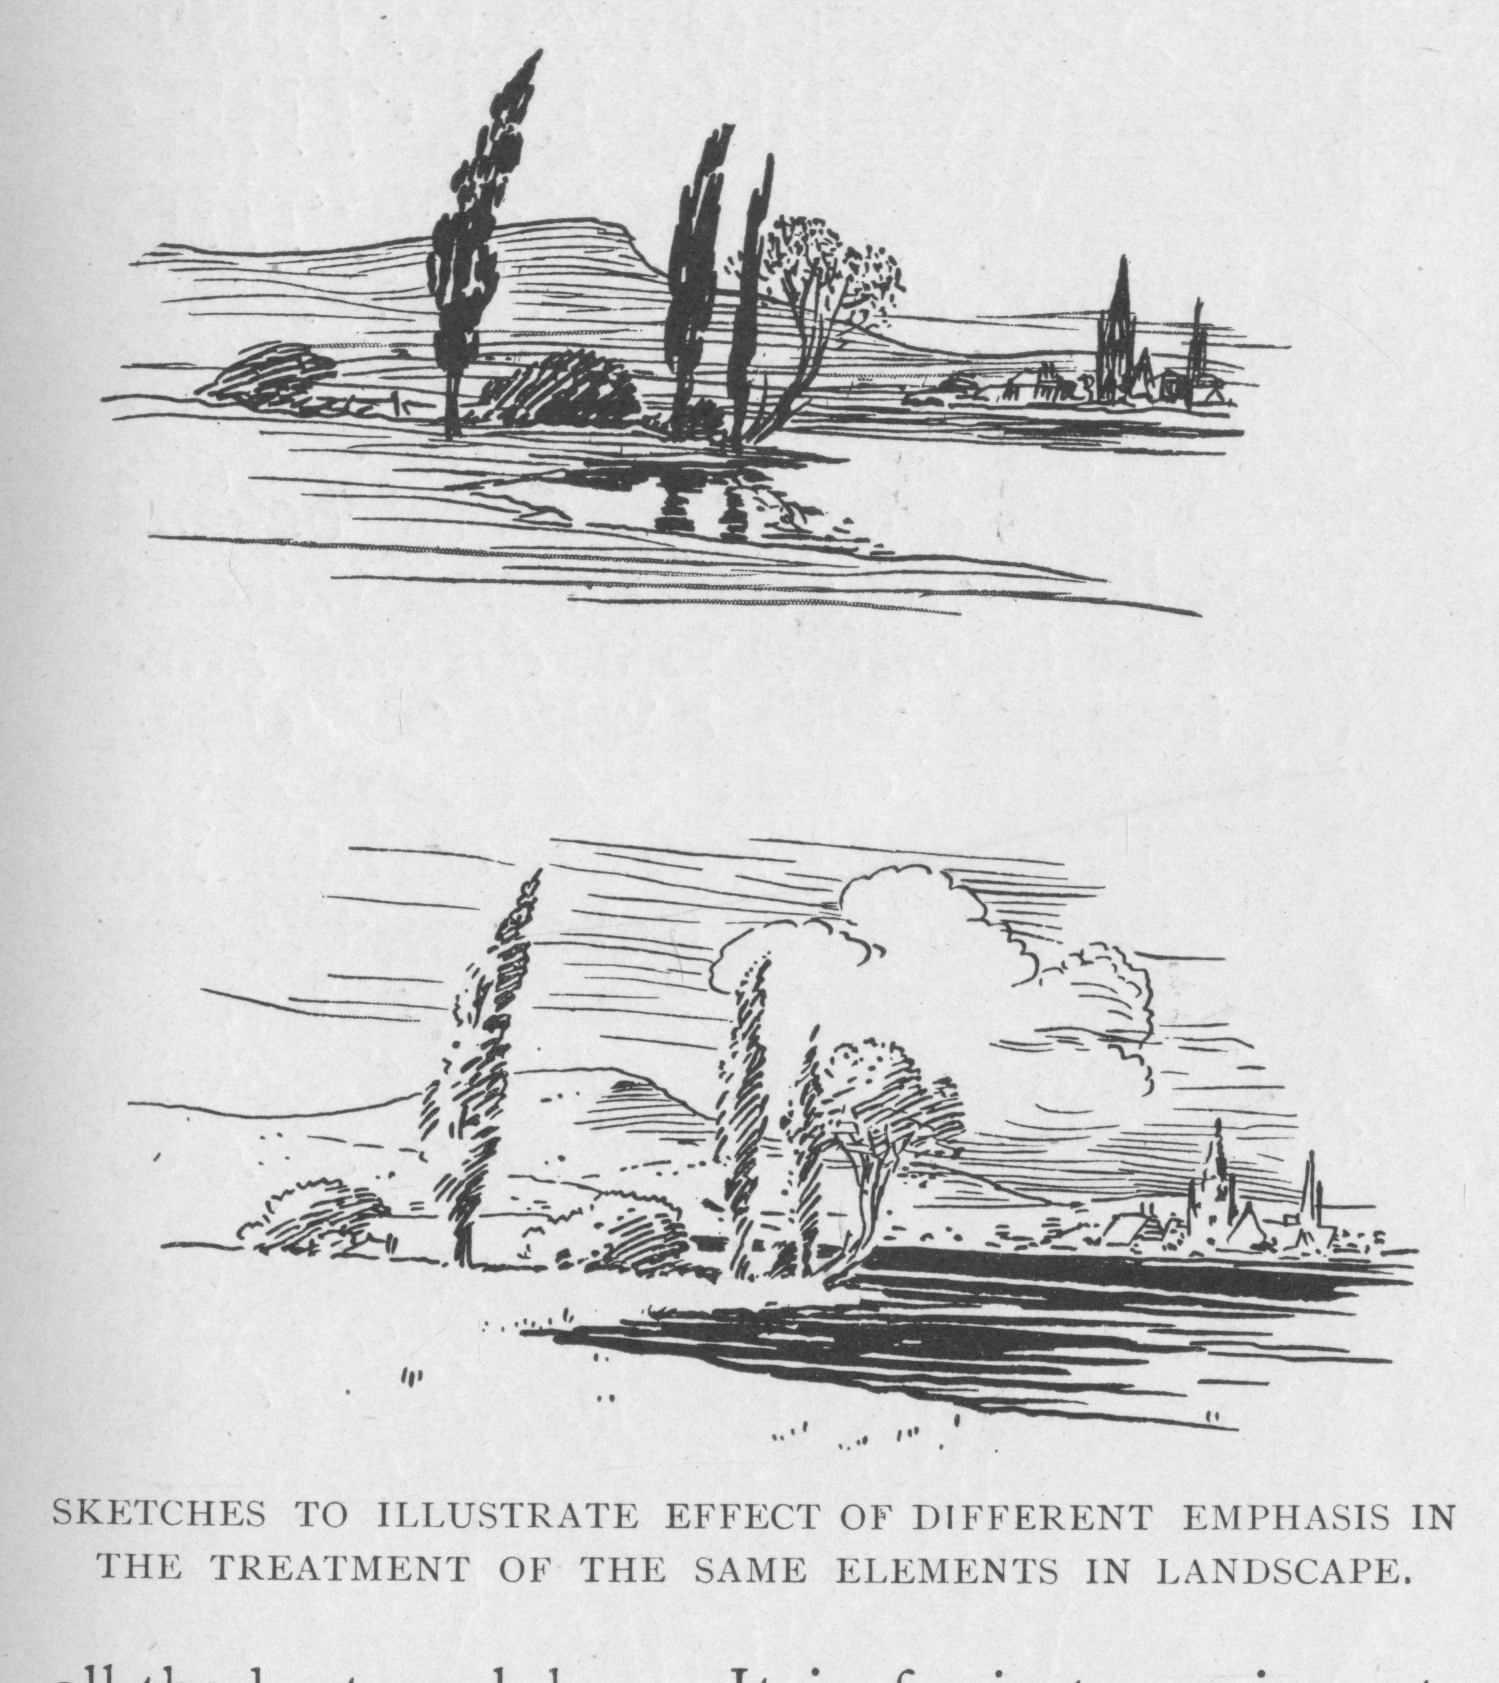 SKETCHES TO ILLUSTRATE EFFECT OF DIFFERENT EMPHASIS IN
THE TREATMENT OF THE SAME ELEMENTS IN LANDSCAPE.